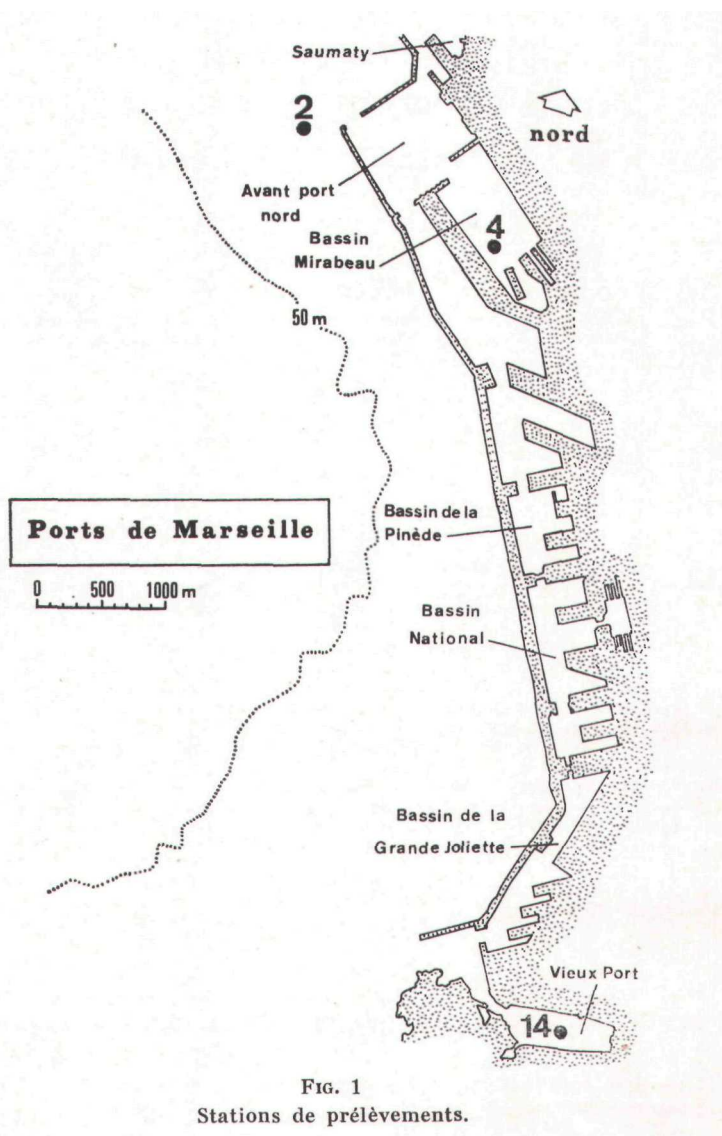 Saumaty
nord
2
Avant port
nord
4
Bassin
Mirabeau
50 m
Ports de Marseille
0 500 1000 m
Bassin de la
Pinède
Bassin
National
Bassin de la
Grande Joliette
Vieux Port
14
FIG. 1
Stations de prélèvements.